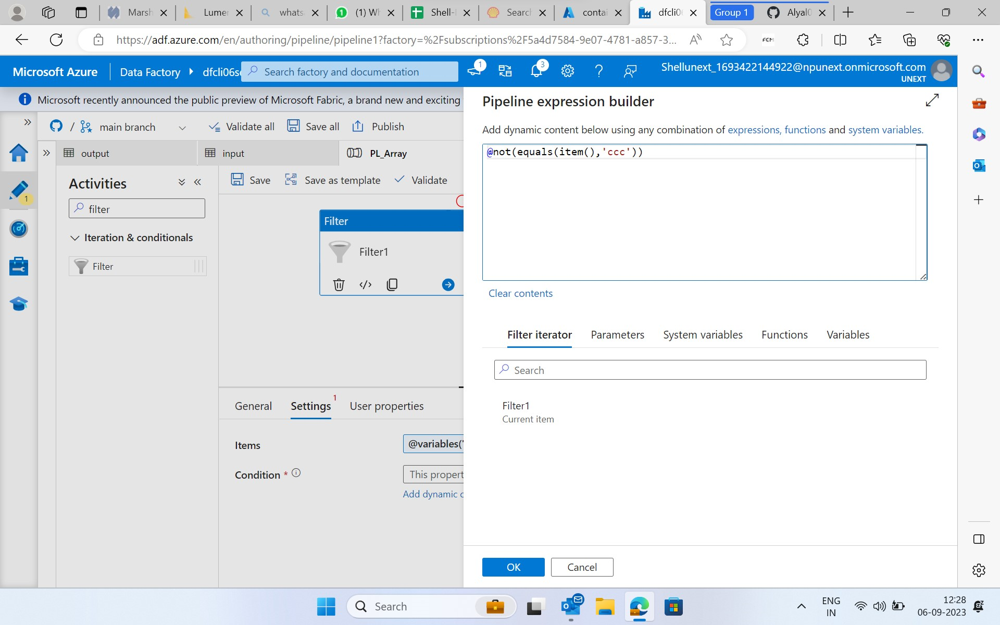 Marsh
Lumer
whats
(1) Wh
Shell-
Search
contai
dfcli0
Group 1
Alyal0
https://adf.azure.com/en/authoring/pipeline/pipeline1?factory=%2Fsubscriptions%2F5a4d7584-9e07-4781-a857-3...
FCM
Microsoft Azure
Data Factory
dfcli06s
Search factory and documentation
1
3
Shellunext_1693422144922@npunext.onmicrosoft.com
UNEXT
Microsoft recently announced the public preview of Microsoft Fabric, a brand new and exciting
/
main branch
Validate all
Save all
Publish
output
input
PL_Array
Activities
1
filter
Iteration & conditionals
Filter
Save
Save as template
Validate
Filter
Filter1
General
Settings
1
User properties
Items
@variables('
Condition *
This propert
Add dynamic c
Pipeline expression builder
Add dynamic content below using any combination of expressions, functions and system variables.
@not(equals(item(),'ccc'))
Clear contents
Filter iterator
Parameters
System variables
Functions
Variables
Search
Filter1
Current item
OK
Cancel
Search
ENG
IN
12:28
06-09-2023